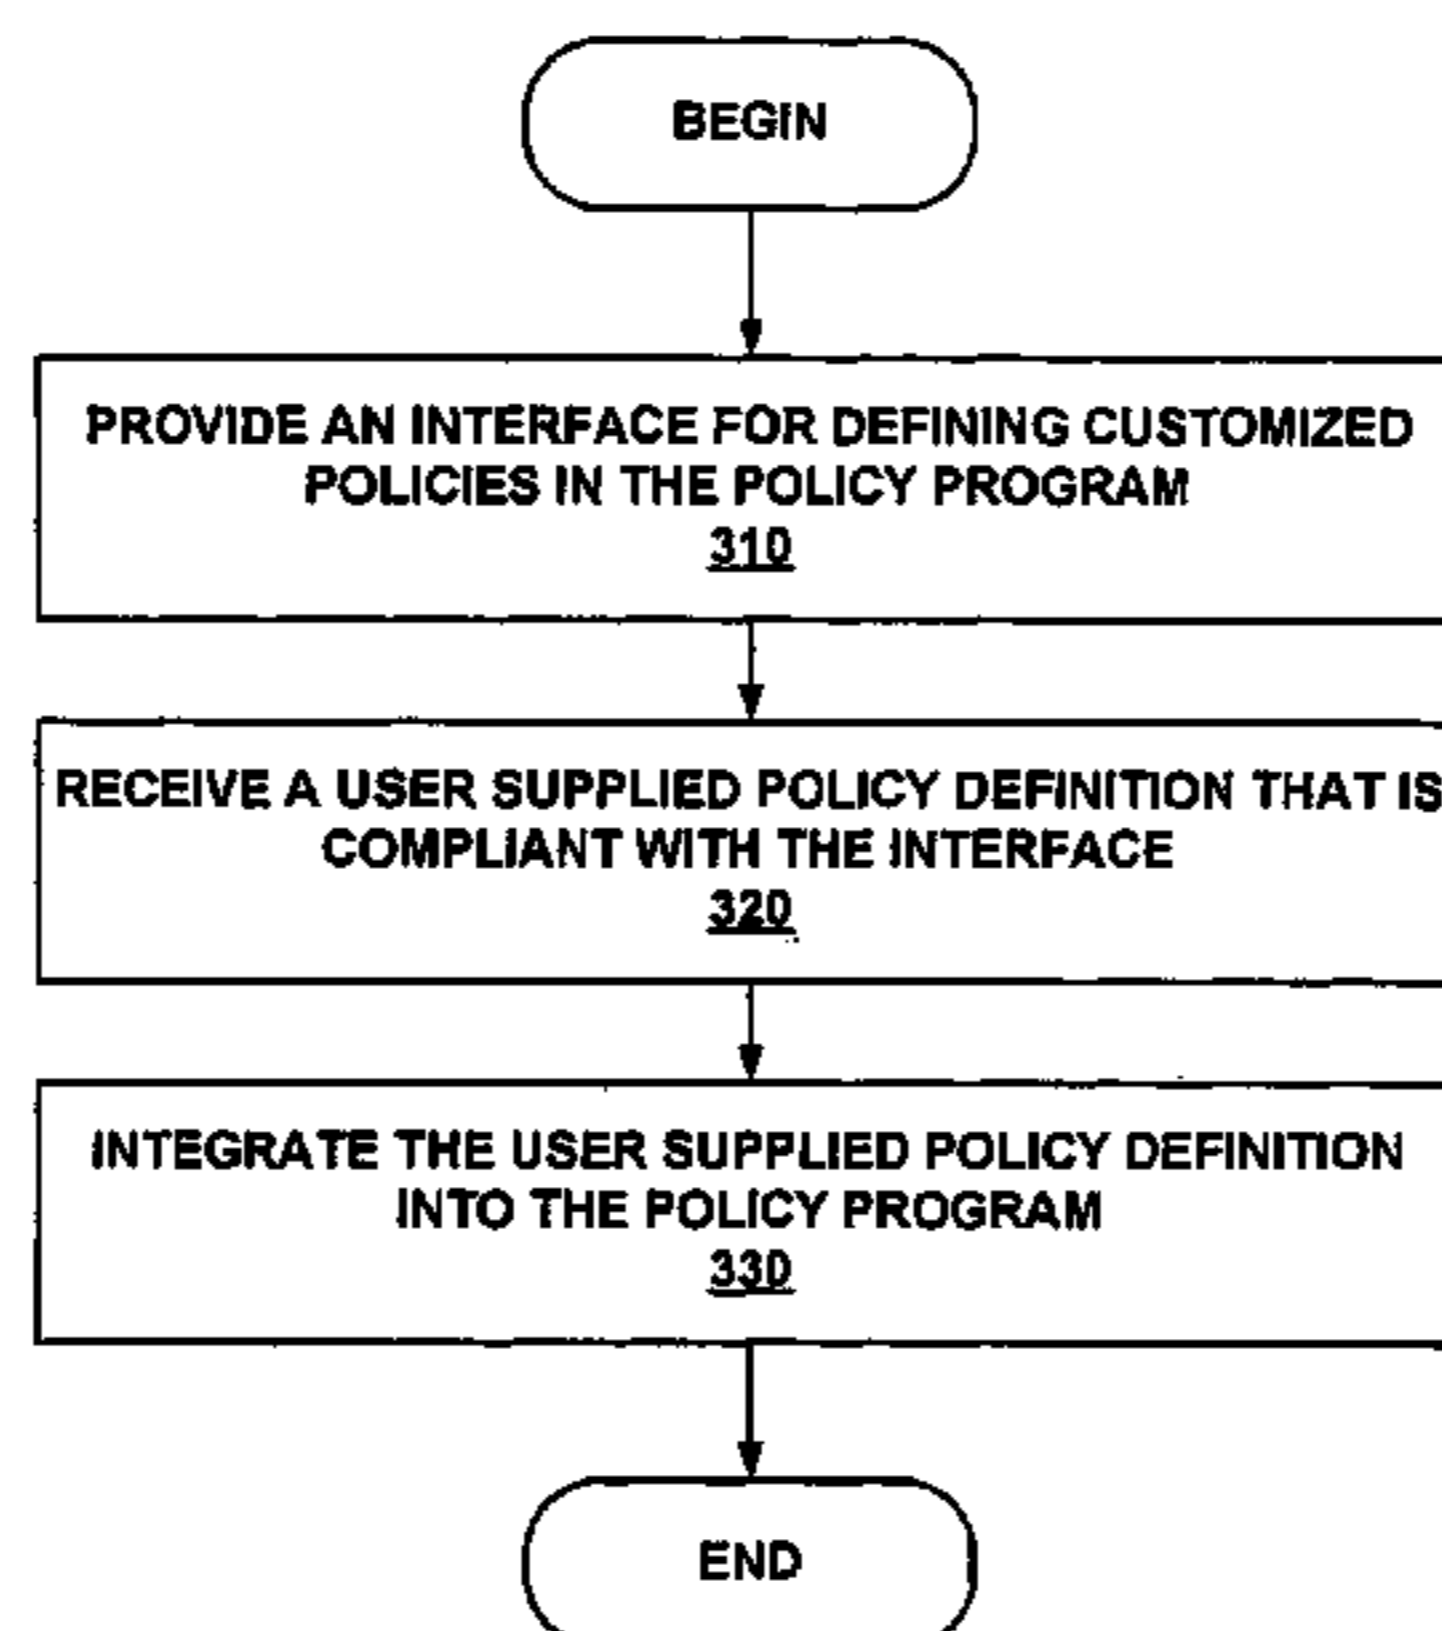 BEGIN
PROVIDE AN INTERFACE FOR DEFINING CUSTOMIZED
POLICIES IN THE POLICY PROGRAM
310
RECEIVE A USER SUPPLIED POLICY DEFINITION THAT IS
COMPLIANT WITH THE INTERFACE
320
INTEGRATE THE USER SUPPLIED POLICY DEFINITION
INTO THE POLICY PROGRAM
330
END